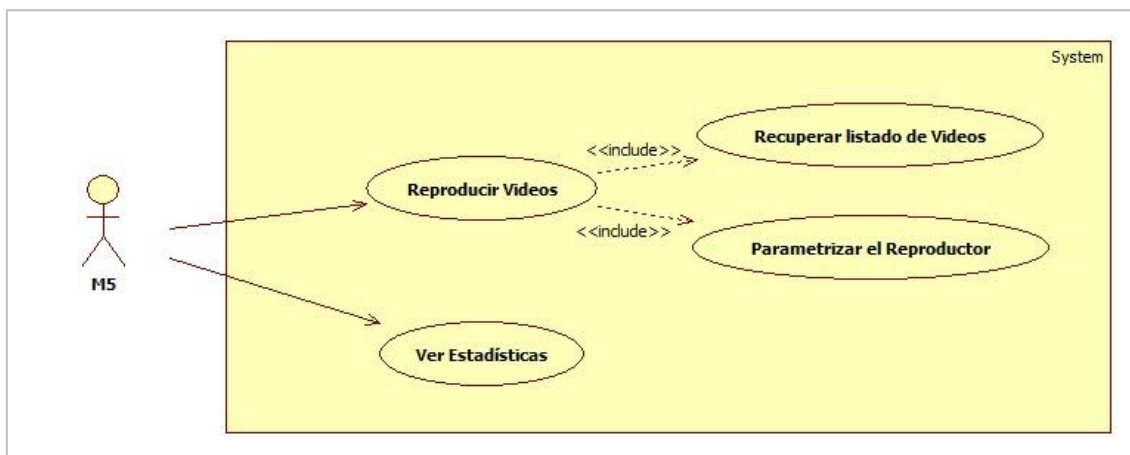 System
Recuperar listado de Videos
<<include>>
Reproducir Videos
<<include>>
Parametrizar el Reproductor
M5
Ver Estadísticas